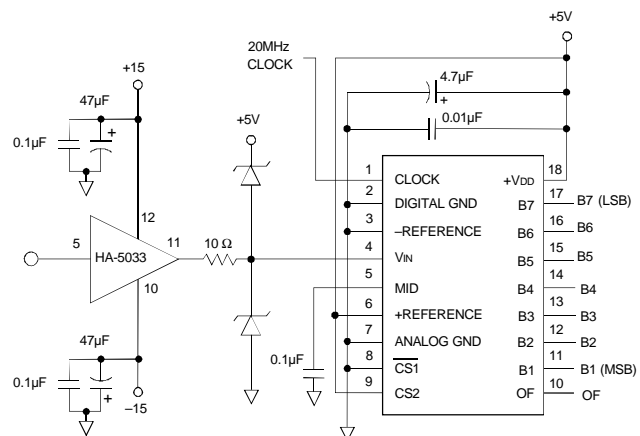 +5V
20MHz
CLOCK
4.7µF
+
0.01µF
+15
47µF
0.1µF
+
+5V
12
5
HA-5033
11
10 Ω
10
47µF
0.1µF
+
–15
0.1µF
1
CLOCK
2
DIGITAL GND
3
–REFERENCE
4
VIN
5
MID
6
+REFERENCE
7
ANALOG GND
8
CS1
9
CS2
+VDD
18
B7
17
B7 (LSB)
B6
16
B6
B5
15
B5
B4
14
B4
B3
13
B3
B2
12
B2
B1
11
B1 (MSB)
OF
10
OF